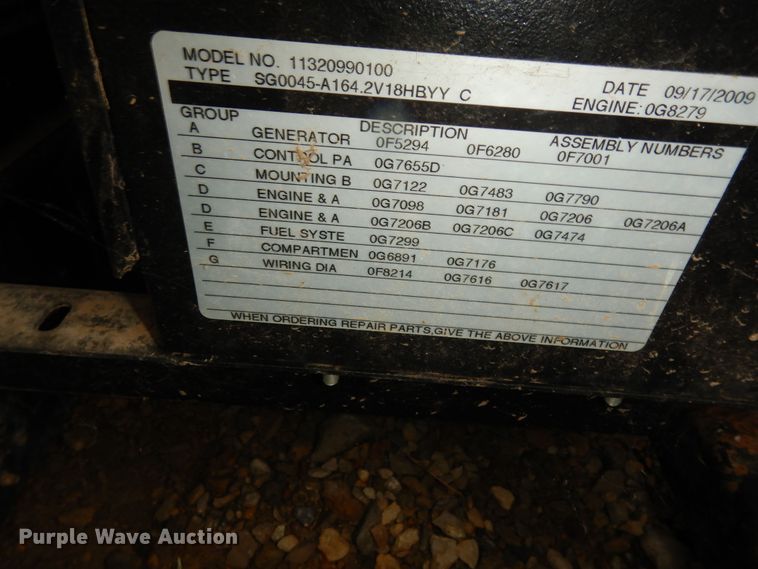 MODEL NO. 11320990100
TYPE SG0045-A164.2V18HBYY C
DATE 09/17/2009
ENGINE: 0G8279
GROUP DESCRIPTION ASSEMBLY NUMBERS
A GENERATOR 0F5294 0F6280 0F7001
B CONTROL PA 0G7655D
C MOUNTING B 0G7122 0G7483 0G7790
D ENGINE & A 0G7098 0G7181 0G7206 0G7206A
D ENGINE & A 0G7206B 0G7206C 0G7474
E FUEL SYSTE 0G7299
F COMPARTMEN 0G6891 0G7176
G WIRING DIA 0F8214 0G7616 0G7617
WHEN ORDERING REPAIR PARTS,GIVE THE ABOVE INFORMATION
Purple Wave Auction